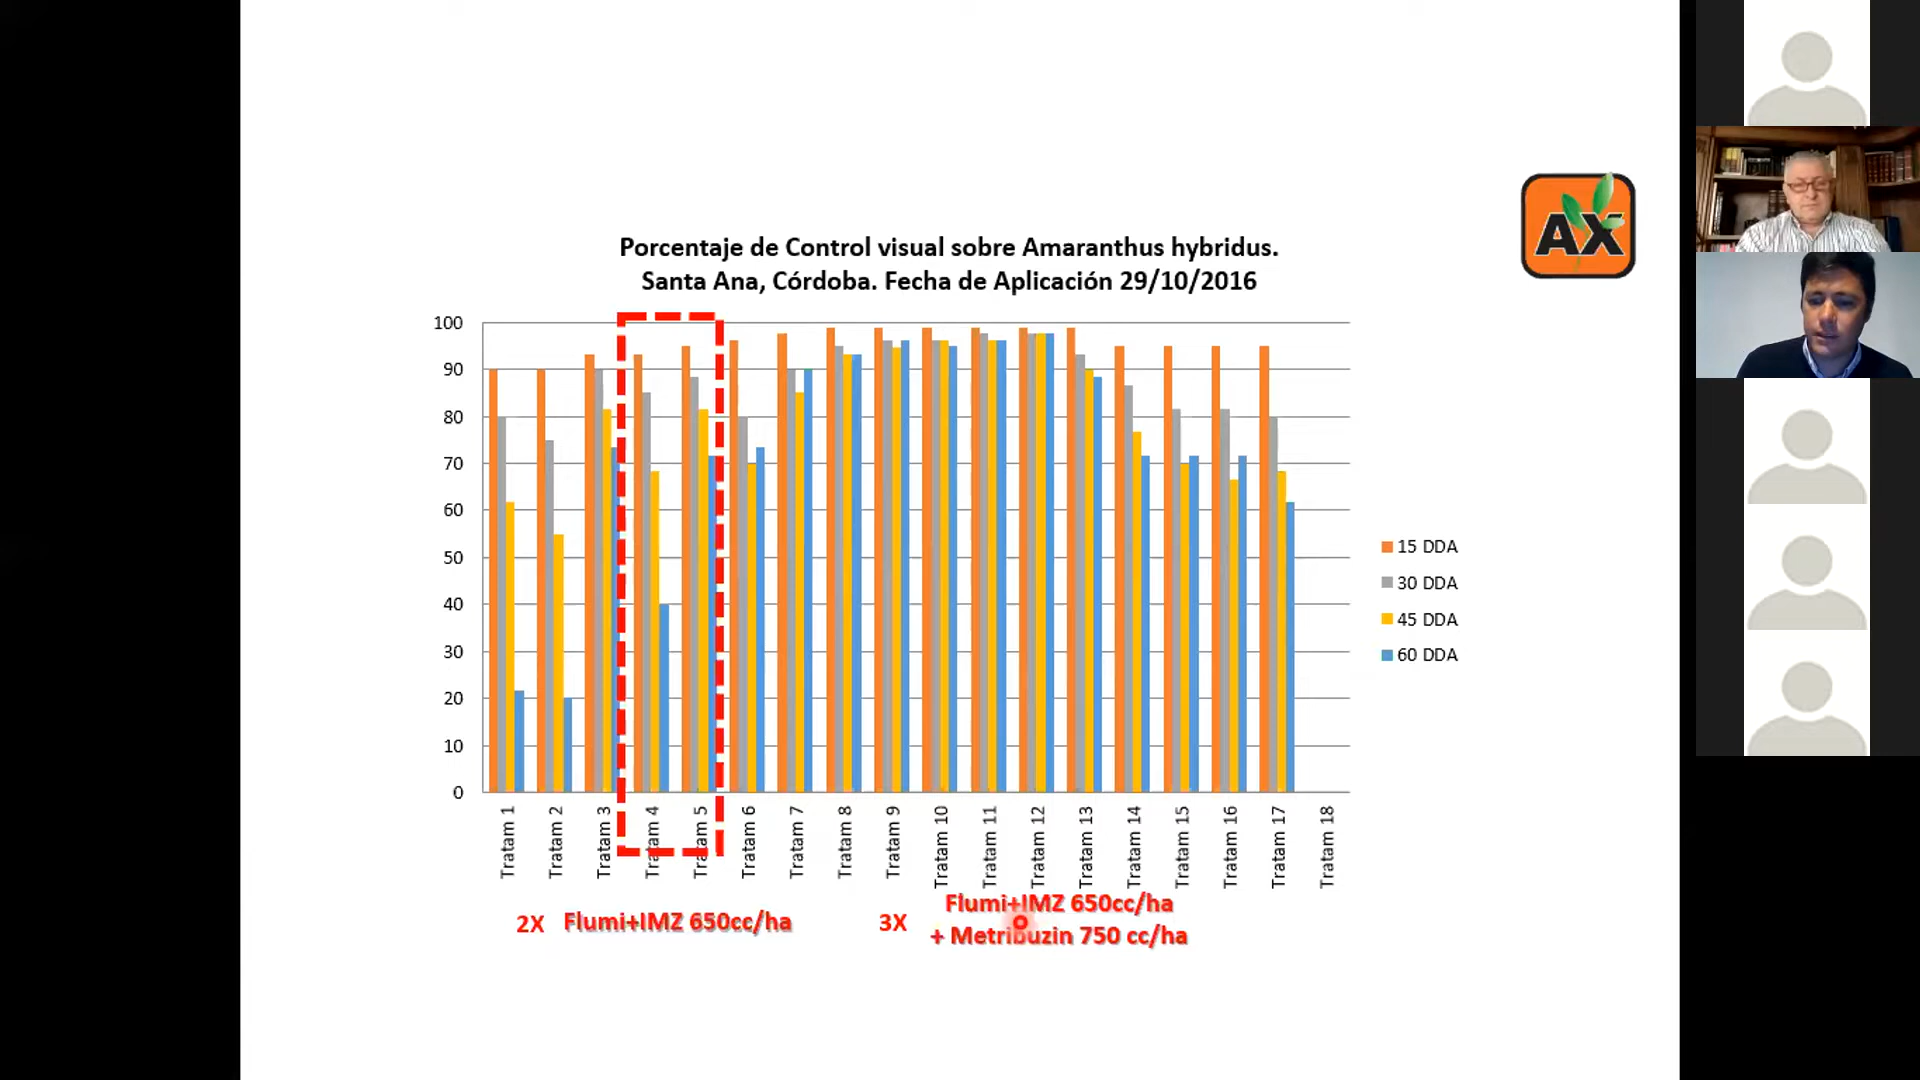 AX
Porcentaje de Control visual sobre Amaranthus hybridus.
Santa Ana, Córdoba. Fecha de Aplicación 29/10/2016
100
90
80
70
60
50
40
30
20
10
0
15 DDA
30 DDA
45 DDA
60 DDA
Tratam 1
Tratam 2
Tratam 3
Tratam 4
Tratam 5
Tratam 6
Tratam 7
Tratam 8
Tratam 9
Tratam 10
Tratam 11
Tratam 12
Tratam 13
Tratam 14
Tratam 15
Tratam 16
Tratam 17
Tratam 18
2X Flumi+IMZ 650cc/ha
3X Flumi+IMZ 650cc/ha
+ Metribuzin 750 cc/ha